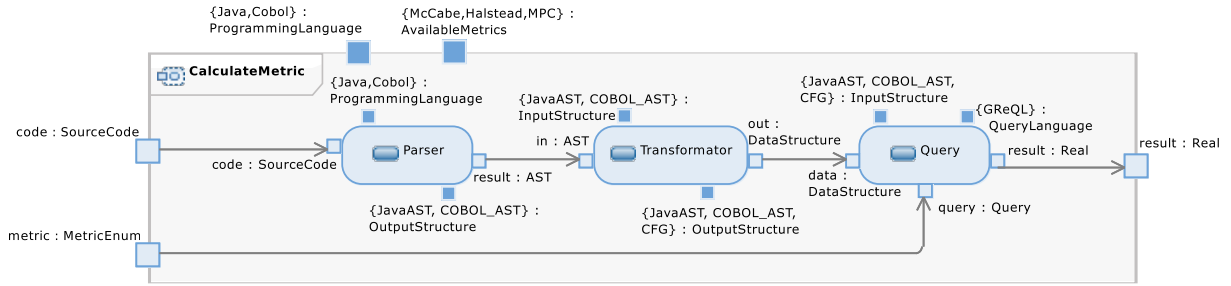 {Java,Cobol} :
ProgrammingLanguage
{McCabe,Halstead,MPC} :
AvailableMetrics
CalculateMetric
{Java,Cobol} :
ProgrammingLanguage
{JavaAST, COBOL_AST} :
InputStructure
{JavaAST, COBOL_AST,
CFG} : InputStructure
{GReQL} :
QueryLanguage
code : SourceCode
code : SourceCode
Parser
result : AST
in : AST
Transformator
out :
DataStructure
data :
DataStructure
Query
result : Real
result : Real
{JavaAST, COBOL_AST} :
OutputStructure
{JavaAST, COBOL_AST,
CFG} : OutputStructure
query : Query
metric : MetricEnum